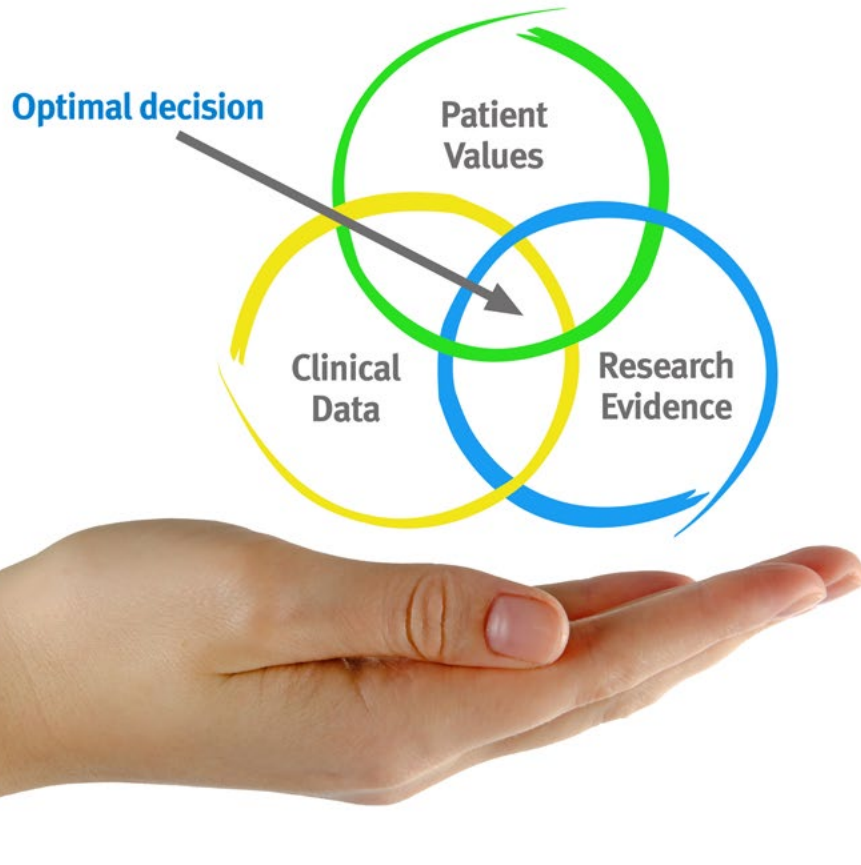 Optimal decision
Patient
Values
Clinical
Data
Research
Evidence